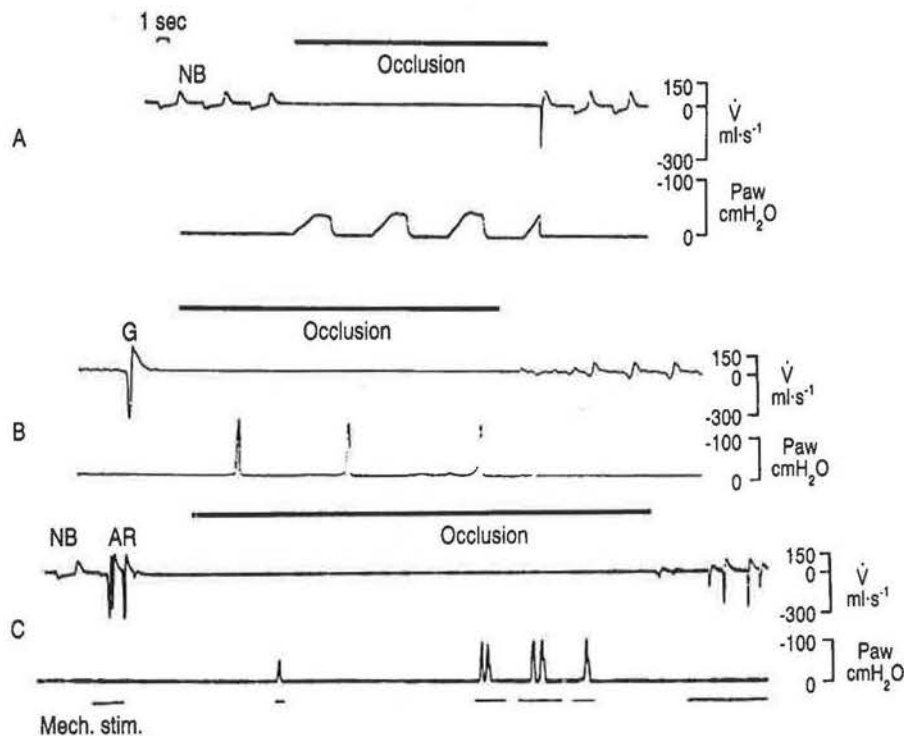 1 sec
Occlusion
NB
A
150
0
-300
V̇
ml·s⁻¹
-100
0
Paw
cmH₂O
Occlusion
G
B
150
0
-300
V̇
ml·s⁻¹
-100
0
Paw
cmH₂O
Occlusion
NB AR
C
150
0
-300
V̇
ml·s⁻¹
-100
0
Paw
cmH₂O
Mech. stim.